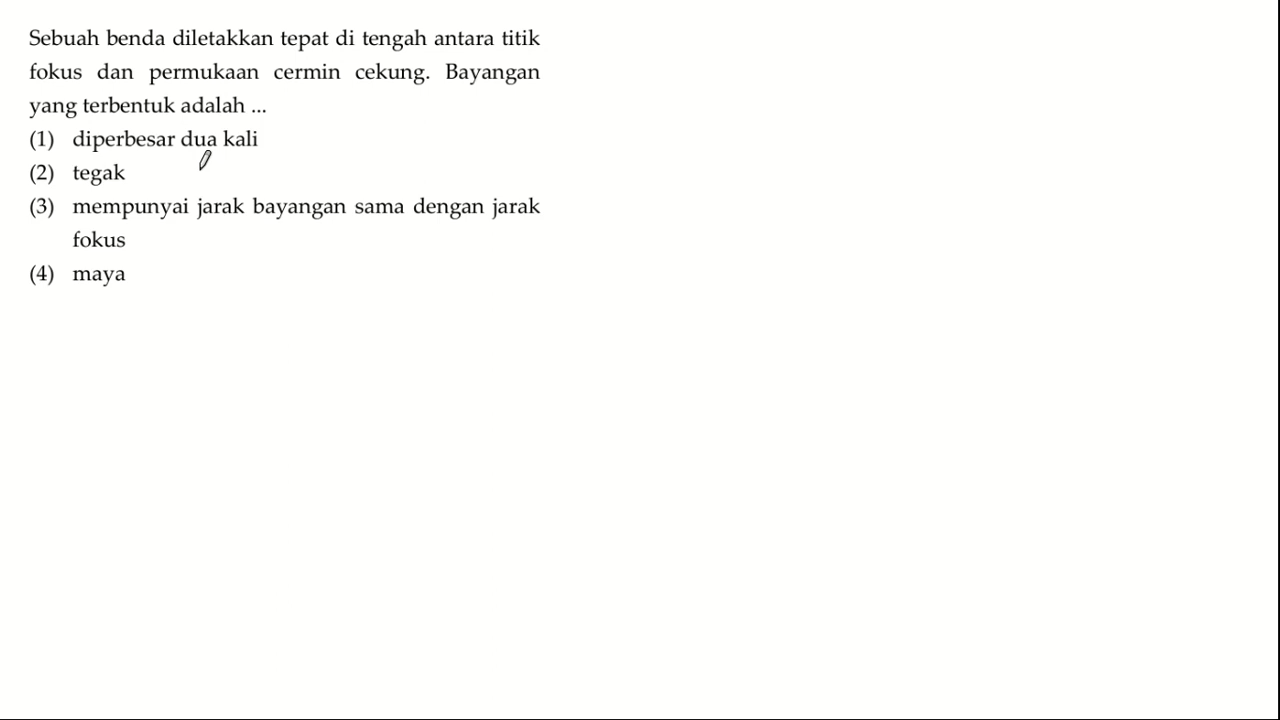 Sebuah benda diletakkan tepat di tengah antara titik
fokus dan permukaan cermin cekung. Bayangan
yang terbentuk adalah ...
(1) diperbesar dua kali
(2) tegak
(3) mempunyai jarak bayangan sama dengan jarak
fokus
(4) maya